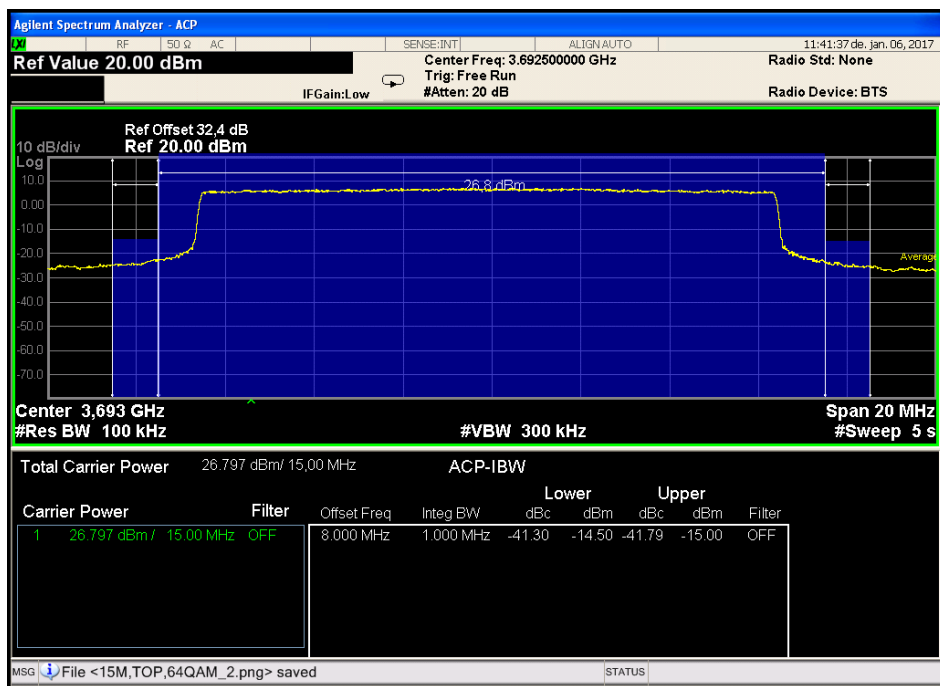 Agilent Spectrum Analyzer - ACP
LXI RF 50 Ω AC SENSE:INT ALIGN AUTO 11:41:37 de. jan. 06, 2017
Ref Value 20.00 dBm Center Freq: 3.692500000 GHz Radio Std: None
Trig: Free Run
IFGain:Low #Atten: 20 dB Radio Device: BTS
Ref Offset 32,4 dB
10 dB/div Ref 20.00 dBm
Log
10.0
26.8 dBm
0.00
-10.0
-20.0
Average
-30.0
-40.0
-50.0
-60.0
-70.0
Center 3,693 GHz Span 20 MHz
#Res BW 100 kHz #VBW 300 kHz #Sweep 5 s
Total Carrier Power 26.797 dBm/ 15,00 MHz ACP-IBW
Lower Upper
Carrier Power Filter Offset Freq Integ BW dBc dBm dBc dBm Filter
1 26.797 dBm / 15.00 MHz OFF 8.000 MHz 1.000 MHz -41.30 -14.50 -41.79 -15.00 OFF
MSG File <15M,TOP,64QAM_2.png> saved STATUS